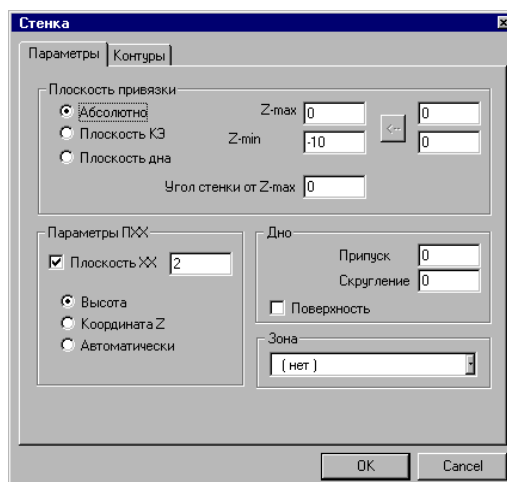 Стенка
Параметры Контуры
Плоскость привязки
Абсолютно
Плоскость КЭ
Плоскость дна
Z-max 0 <-- 0
Z-min -10 0
Угол стенки от Z-max 0
Параметры ПХХ
Плоскость ХХ 2
Высота
Координата Z
Автоматически
Дно
Припуск 0
Скругление 0
Поверхность
Зона
( нет )
OK Cancel